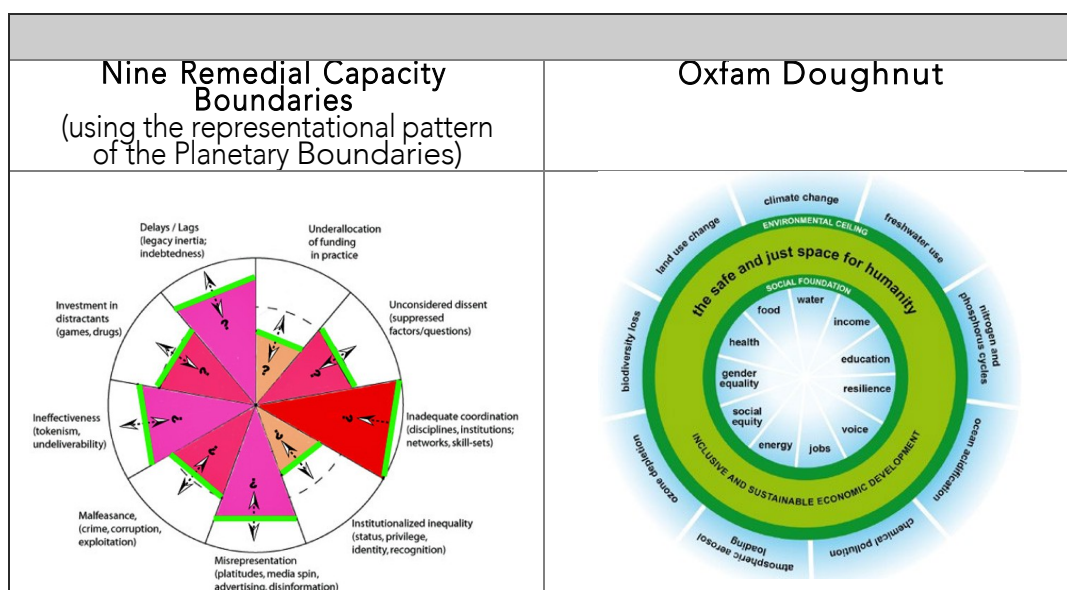 Nine Remedial Capacity
Boundaries
(using the representational pattern
of the Planetary Boundaries)
Oxfam Doughnut
Delays / Lags
(legacy inertia;
indebtedness)
Underallocation
of funding
in practice
Investment in
distractants
(games, drugs)
Unconsidered dissent
(suppressed
factors/questions)
Ineffectiveness
(tokenism,
undeliverability)
Inadequate coordination
(disciplines, institutions;
networks, skill-sets)
Malfeasance,
(crime, corruption,
exploitation)
Institutionalized inequality
(status, privilege,
identity, recognition)
Misrepresentation
(platitudes, media spin,
advertising, disinformation)
?
?
?
?
?
?
?
?
?
climate change
freshwater use
nitrogen and
phosphorus cycles
ocean acidification
chemical pollution
atmospheric aerosol
loading
ozone depletion
biodiversity loss
land use change
ENVIRONMENTAL CEILING
the safe and just space for humanity
SOCIAL FOUNDATION
water
income
education
resilience
voice
jobs
energy
social
equity
gender
equality
health
food
INCLUSIVE AND SUSTAINABLE ECONOMIC DEVELOPMENT